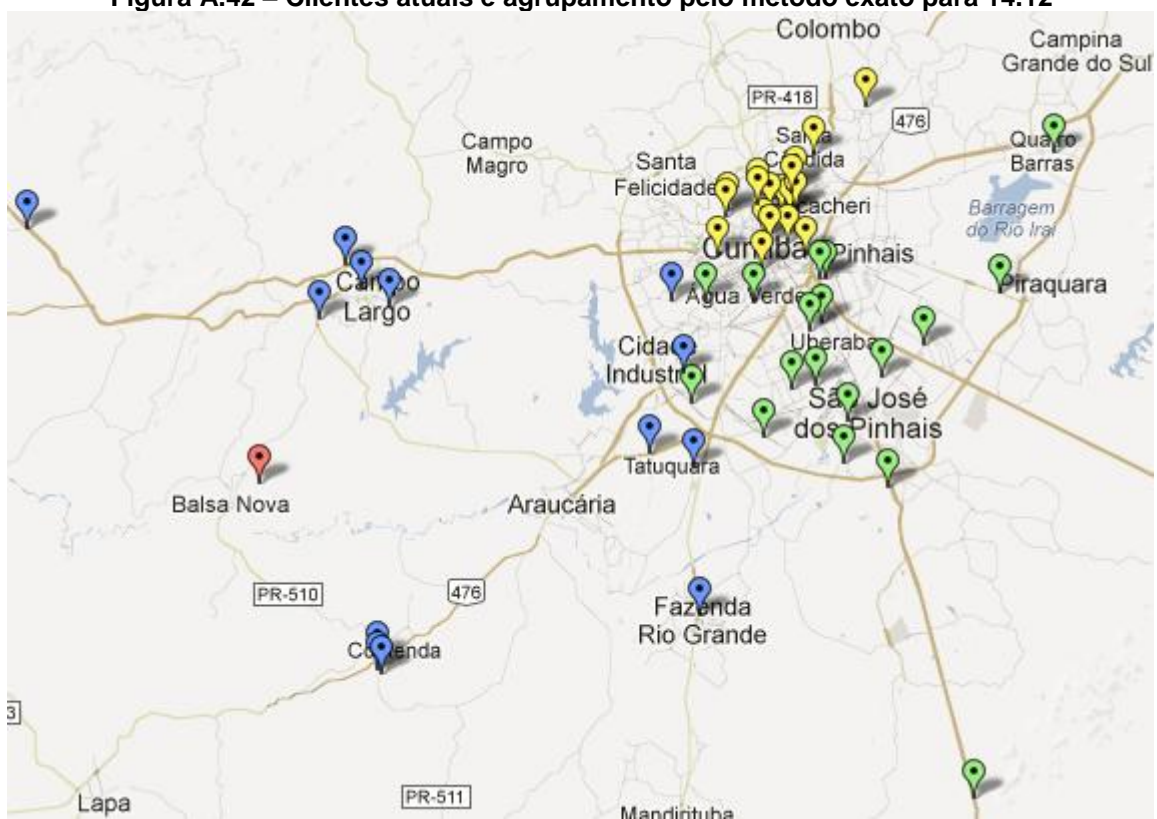 Figura A.42 – Clientes atuais e agrupamento pelo método exato para 14.12
Colombo
Campina
Grande do Sul
PR-418
476
Campo
Magro
Santa
Felicidade
Quatro
Barras
Barragem
do Rio Iraí
Pinhais
Piraquara
Água Verde
Campo
Largo
Uberaba
Cidade
Industrial
São José
dos Pinhais
Tatuquara
Balsa Nova
Araucária
PR-510
476
Fazenda
Rio Grande
3
PR-511
Lapa
Mandirituba